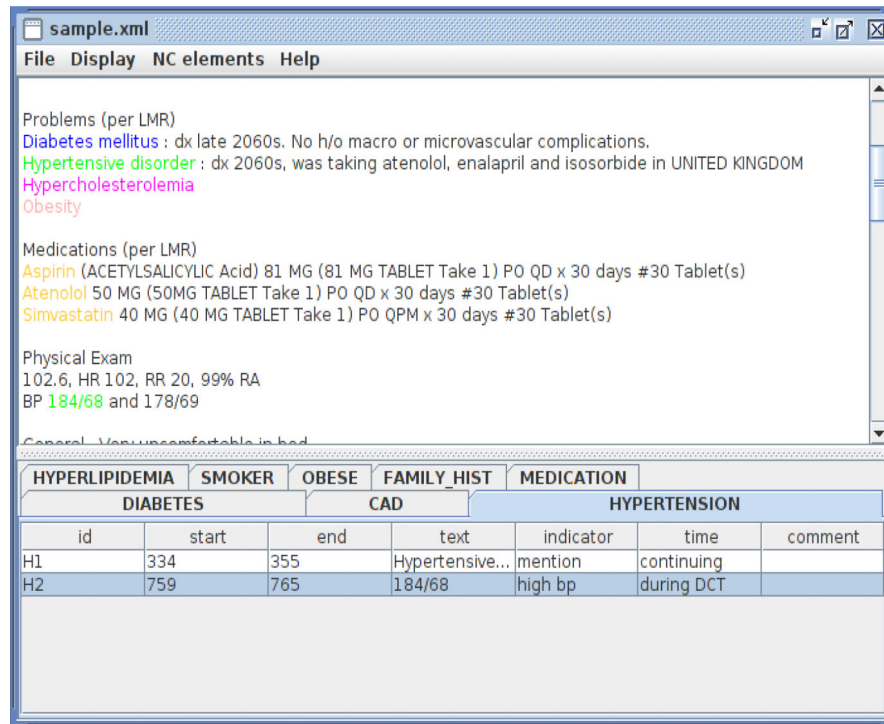 sample.xml
File Display NC elements Help
Problems (per LMR)
Diabetes mellitus : dx late 2060s. No h/o macro or microvascular complications.
Hypertensive disorder : dx 2060s, was taking atenolol, enalapril and isosorbide in UNITED KINGDOM
Hypercholesterolemia
Obesity
Medications (per LMR)
Aspirin (ACETYLSALICYLIC Acid) 81 MG (81 MG TABLET Take 1) PO QD x 30 days #30 Tablet(s)
Atenolol 50 MG (50MG TABLET Take 1) PO QD x 30 days #30 Tablet(s)
Simvastatin 40 MG (40 MG TABLET Take 1) PO QPM x 30 days #30 Tablet(s)
Physical Exam
102.6, HR 102, RR 20, 99% RA
BP 184/68 and 178/69
General Very uncomfortable in bed
HYPERLIPIDEMIA SMOKER OBESE FAMILY_HIST MEDICATION
DIABETES CAD HYPERTENSION
id start end text indicator time comment
H1 334 355 Hypertensive... mention continuing
H2 759 765 184/68 high bp during DCT